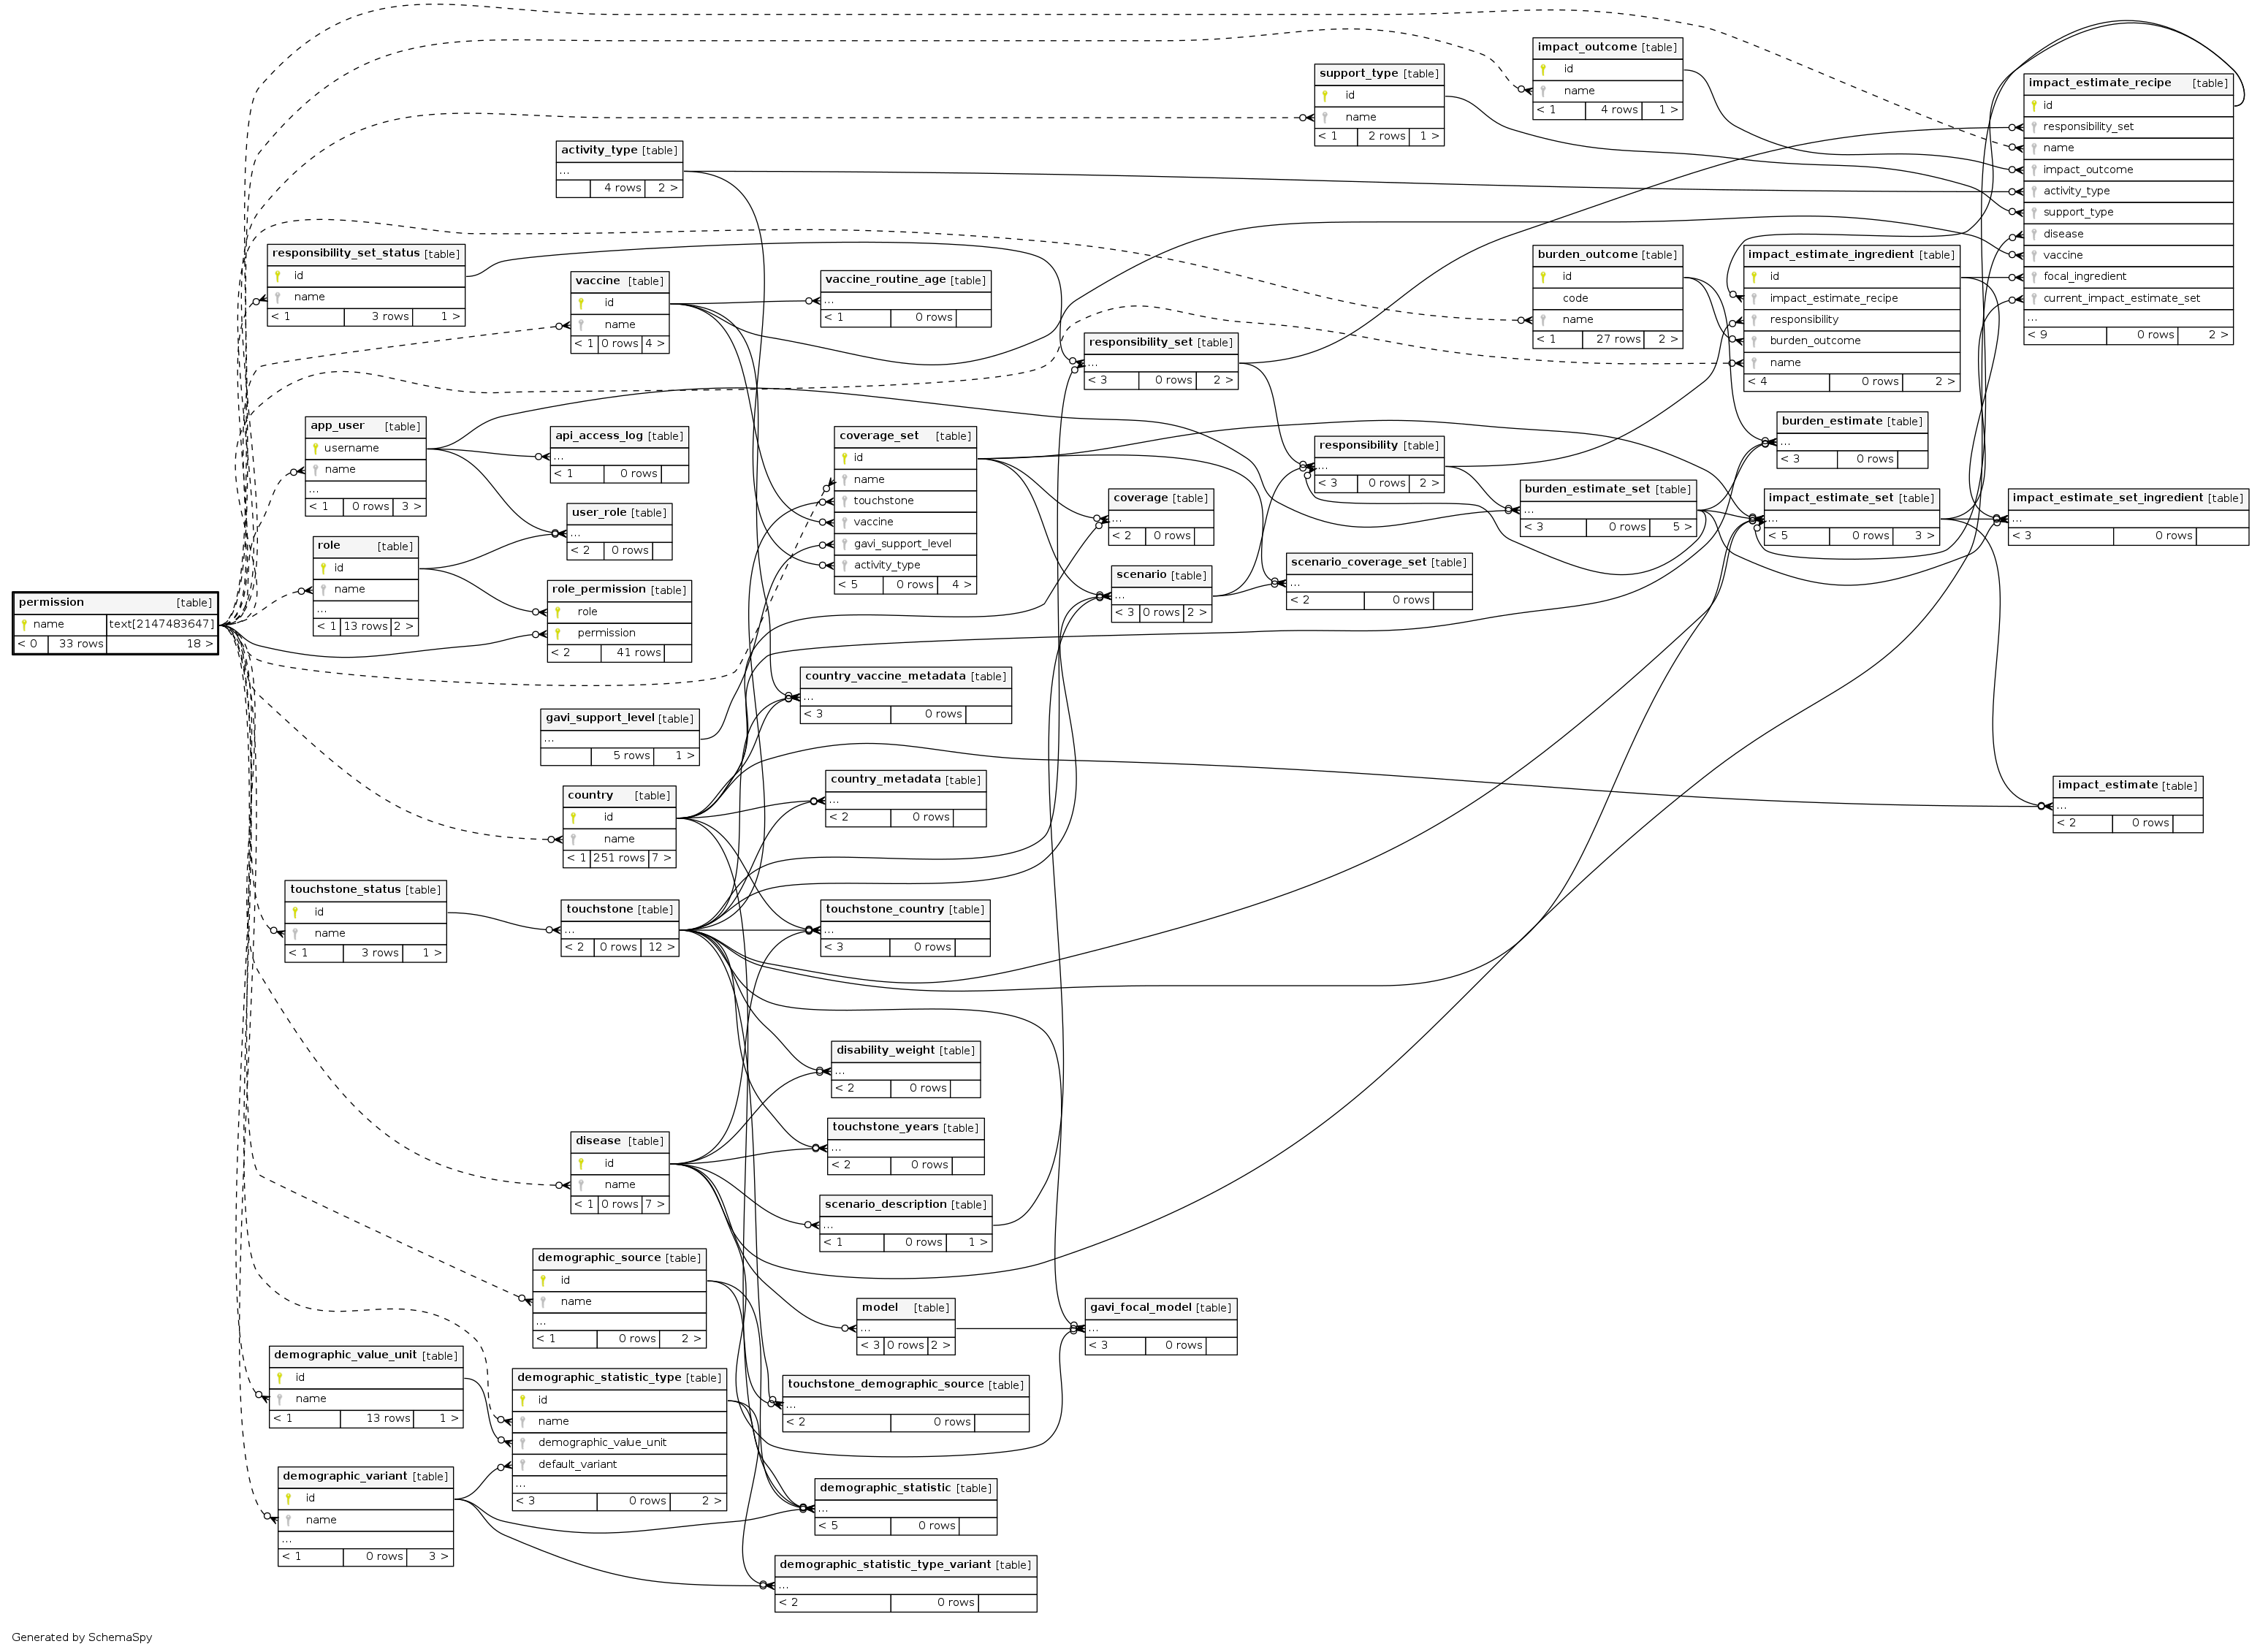 impact_outcome [table]
id
name
< 1 4 rows 1 >
support_type [table]
id
name
< 1 2 rows 1 >
impact_estimate_recipe [table]
id
responsibility_set
name
impact_outcome
activity_type
support_type
disease
vaccine
focal_ingredient
current_impact_estimate_set
...
< 9 0 rows 2 >
activity_type [table]
...
4 rows 2 >
responsibility_set_status [table]
id
name
< 1 3 rows 1 >
vaccine [table]
id
name
< 1 0 rows 4 >
vaccine_routine_age [table]
...
< 1 0 rows
burden_outcome [table]
id
code
name
< 1 27 rows 2 >
impact_estimate_ingredient [table]
id
impact_estimate_recipe
responsibility
burden_outcome
name
< 4 0 rows 2 >
responsibility_set [table]
...
< 3 0 rows 2 >
app_user [table]
username
name
...
< 1 0 rows 3 >
api_access_log [table]
...
< 1 0 rows
coverage_set [table]
id
name
touchstone
vaccine
gavi_support_level
activity_type
< 5 0 rows 4 >
responsibility [table]
...
< 3 0 rows 2 >
burden_estimate [table]
...
< 3 0 rows
user_role [table]
...
< 2 0 rows
coverage [table]
...
< 2 0 rows
burden_estimate_set [table]
...
< 3 0 rows 5 >
impact_estimate_set [table]
...
< 5 0 rows 3 >
impact_estimate_set_ingredient [table]
...
< 3 0 rows
role [table]
id
name
...
< 1 13 rows 2 >
role_permission [table]
role
permission
< 2 41 rows
scenario [table]
...
< 3 0 rows 2 >
scenario_coverage_set [table]
...
< 2 0 rows
permission [table]
name text[2147483647]
< 0 33 rows 18 >
country_vaccine_metadata [table]
...
< 3 0 rows
gavi_support_level [table]
...
5 rows 1 >
country [table]
id
name
< 1 251 rows 7 >
country_metadata [table]
...
< 2 0 rows
impact_estimate [table]
...
< 2 0 rows
touchstone_status [table]
id
name
< 1 3 rows 1 >
touchstone [table]
...
< 2 0 rows 12 >
touchstone_country [table]
...
< 3 0 rows
disability_weight [table]
...
< 2 0 rows
touchstone_years [table]
...
< 2 0 rows
disease [table]
id
name
< 1 0 rows 7 >
scenario_description [table]
...
< 1 0 rows 1 >
demographic_source [table]
id
name
...
< 1 0 rows 2 >
model [table]
...
< 3 0 rows 2 >
gavi_focal_model [table]
...
< 3 0 rows
demographic_value_unit [table]
id
name
< 1 13 rows 1 >
demographic_statistic_type [table]
id
name
demographic_value_unit
default_variant
...
< 3 0 rows 2 >
touchstone_demographic_source [table]
...
< 2 0 rows
demographic_variant [table]
id
name
...
< 1 0 rows 3 >
demographic_statistic [table]
...
< 5 0 rows
demographic_statistic_type_variant [table]
...
< 2 0 rows
Generated by SchemaSpy